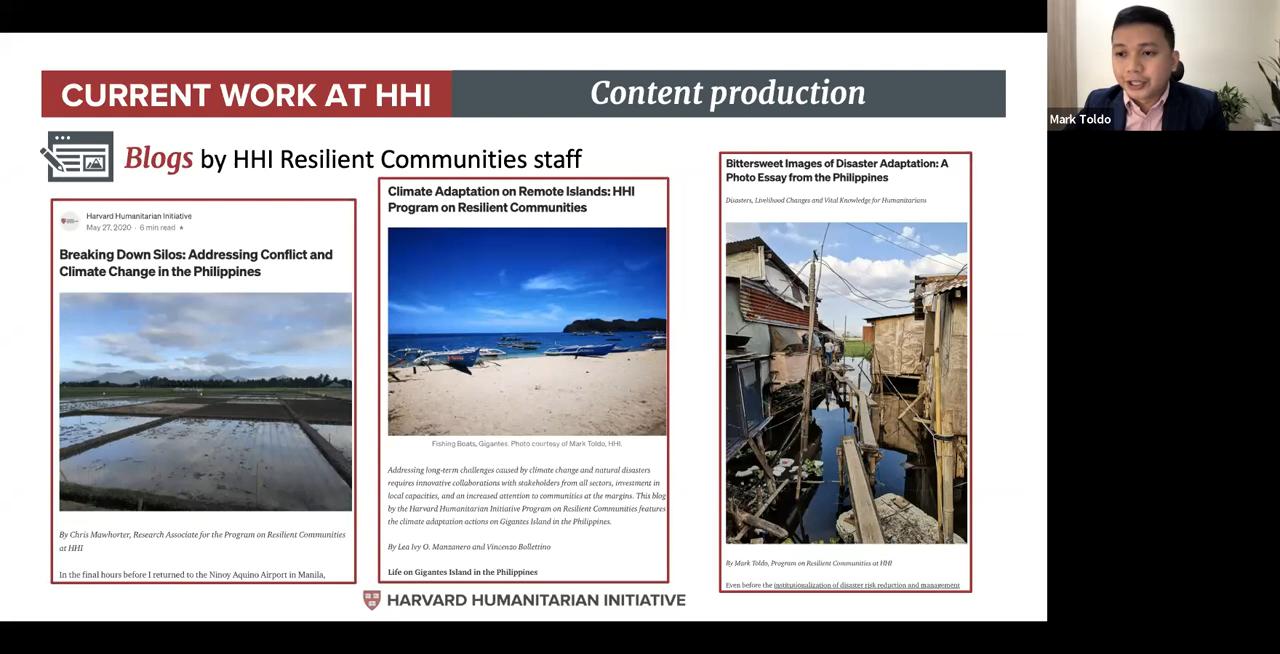 CURRENT WORK AT HHI
Content production
Blogs by HHI Resilient Communities staff
Harvard Humanitarian Initiative
May 27, 2020 · 6 min read ★
Breaking Down Silos: Addressing Conflict and
Climate Change in the Philippines
By Chris Mawhorter, Research Associate for the Program on Resilient Communities
at HHI
In the final hours before I returned to the Ninoy Aquino Airport in Manila,
Climate Adaptation on Remote Islands: HHI
Program on Resilient Communities
Fishing Boats, Gigantes. Photo courtesy of Mark Toldo, HHI.
Addressing long-term challenges caused by climate change and natural disasters
requires innovative collaborations with stakeholders from all sectors, investment in
local capacities, and an increased attention to communities at the margins. This blog
by the Harvard Humanitarian Initiative Program on Resilient Communities features
the climate adaptation actions on Gigantes Island in the Philippines.
By Lea Ivy O. Manzanero and Vincenzo Bollettino
Life on Gigantes Island in the Philippines
Bittersweet Images of Disaster Adaptation: A
Photo Essay from the Philippines
Disasters, Livelihood Changes and Vital Knowledge for Humanitarians
By Mark Toldo, Program on Resilient Communities at HHI
Even before the institutionalization of disaster risk reduction and management
HARVARD HUMANITARIAN INITIATIVE
Mark Toldo